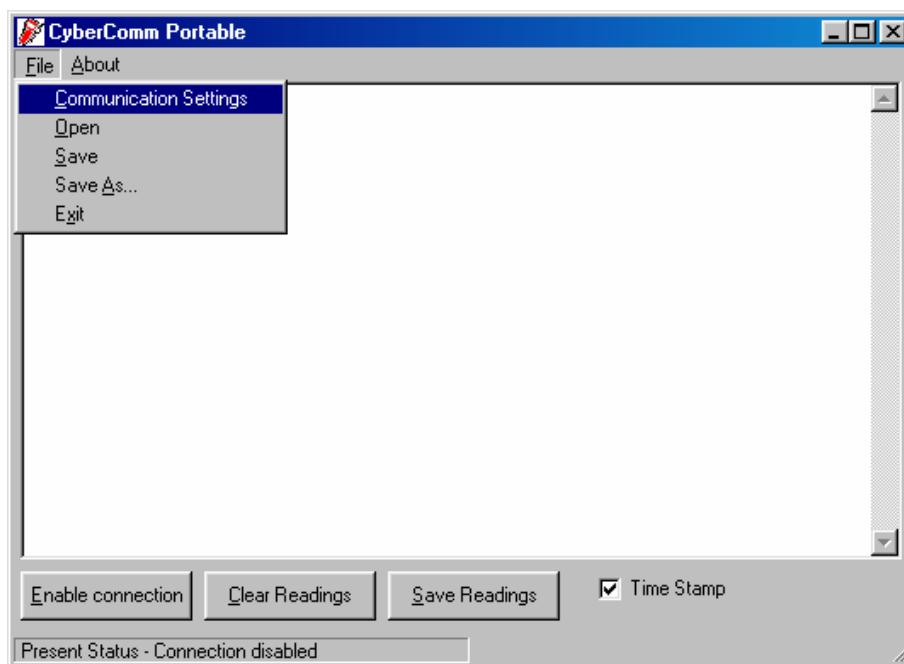 CyberComm Portable
File About
Communication Settings
Open
Save
Save As...
Exit
Enable connection Clear Readings Save Readings Time Stamp
Present Status - Connection disabled